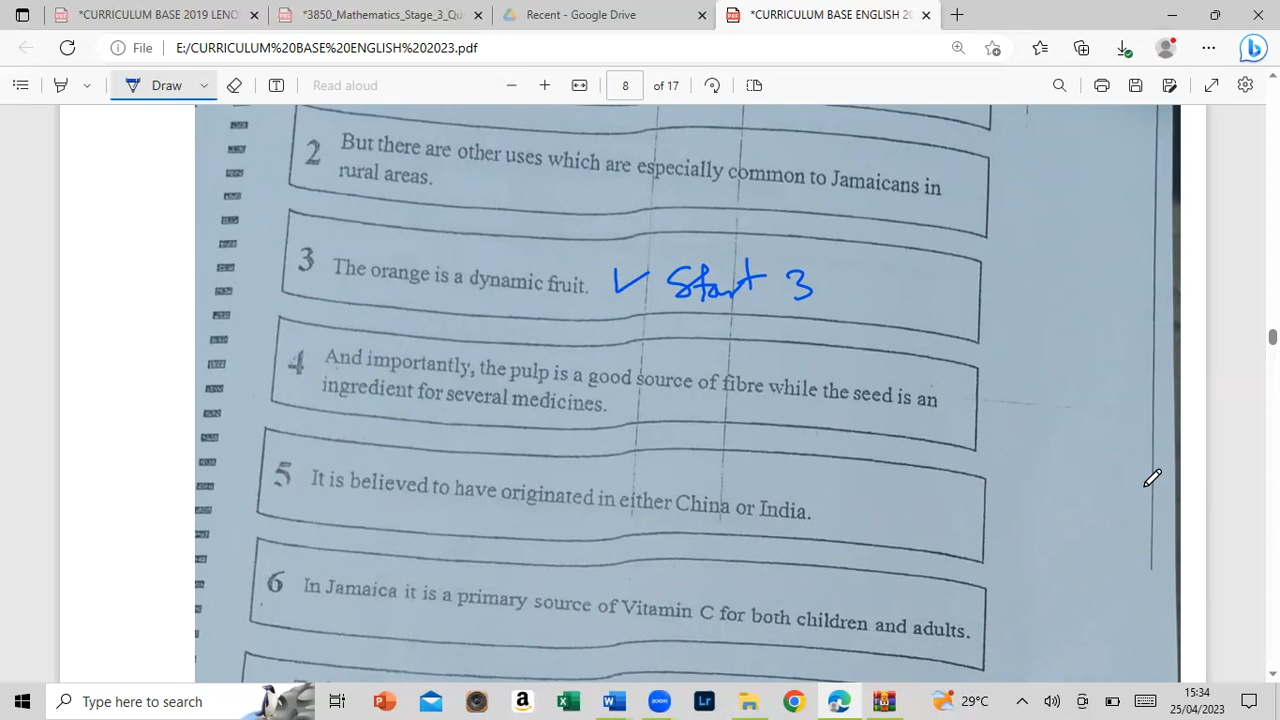 *CURRICULUM BASE 2019 LENO
*3850_Mathematics_Stage_3_Qu
Recent - Google Drive
*CURRICULUM BASE ENGLISH 20
File
E:/CURRICULUM%20BASE%20ENGLISH%202023.pdf
Draw
Read aloud
8
of 17
2 But there are other uses which are especially common to Jamaicans in
rural areas.
3 The orange is a dynamic fruit. ✓ Start 3
4 And importantly, the pulp is a good source of fibre while the seed is an
ingredient for several medicines.
5 It is believed to have originated in either China or India.
6 In Jamaica it is a primary source of Vitamin C for both children and adults.
Type here to search
29°C
15:34
25/04/2023